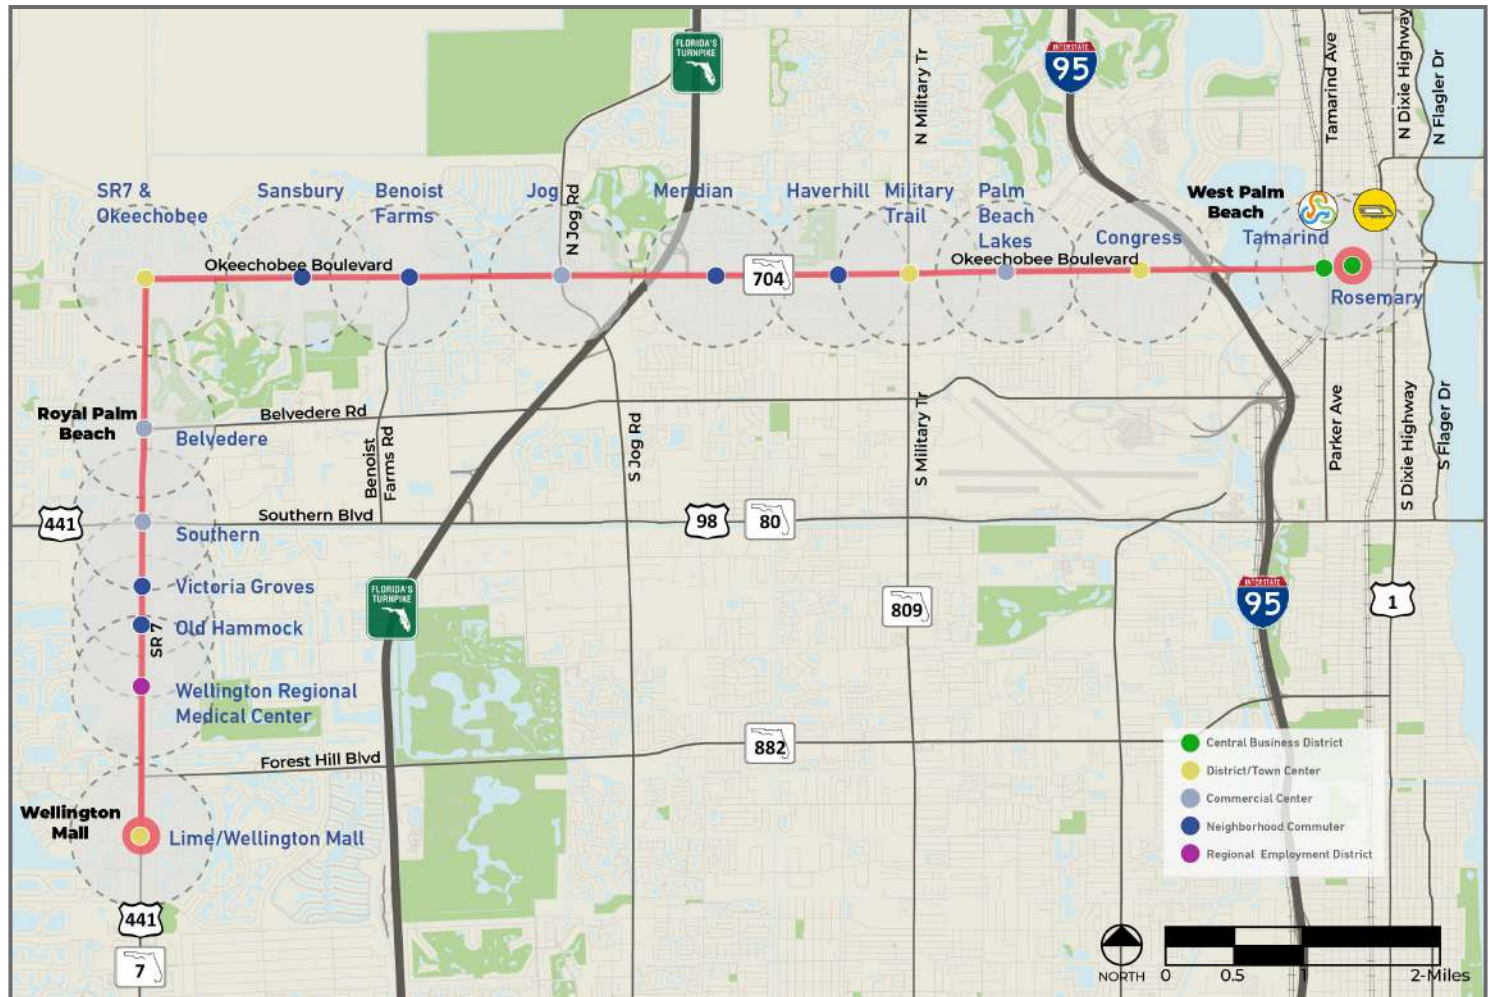 FLORIDA'S
TURNPIKE
INTERSTATE
95
N Military Tr
Tamarind Ave
N Dixie Highway
N Flagler Dr
SR7 &
Okeechobee
Sansbury
Benoist
Farms
Jog
N Jog Rd
Meridian
Haverhill
Military
Trail
Palm
Beach
Lakes
Congress
West Palm
Beach
Tamarind
Okeechobee Boulevard
704
Okeechobee Boulevard
Rosemary
Royal Palm
Beach
Belvedere Rd
Belvedere
Benoist
Farms Rd
S Jog Rd
S Military Tr
Parker Ave
S Dixie Highway
S Flager Dr
441
Southern Blvd
98
80
Southern
Victoria Groves
FLORIDA'S
TURNPIKE
809
INTERSTATE
95
1
Old Hammock
SR 7
Wellington Regional
Medical Center
Forest Hill Blvd
882
Wellington
Mall
Lime/Wellington Mall
Central Business District
District/Town Center
Commercial Center
Neighborhood Commuter
Regional Employment District
441
7
NORTH
0 0.5 1 2-Miles